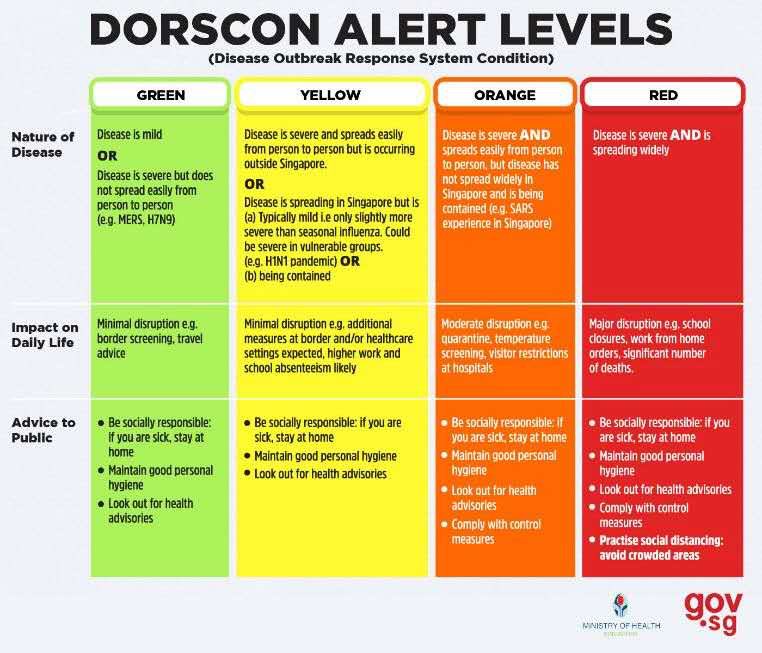 DORSCON ALERT LEVELS
(Disease Outbreak Response System Condition)
GREEN
YELLOW
ORANGE
RED
Nature of
Disease
Disease is mild
OR
Disease is severe but does
not spread easily from
person to person
(e.g. MERS, H7N9)
Disease is severe and spreads easily
from person to person but is occurring
outside Singapore.
OR
Disease is spreading in Singapore but is
(a) Typically mild i.e only slightly more
severe than seasonal influenza. Could
be severe in vulnerable groups.
(e.g. H1N1 pandemic) OR
(b) being contained
Disease is severe AND
spreads easily from person
to person, but disease has
not spread widely in
Singapore and is being
contained (e.g. SARS
experience in Singapore)
Disease is severe AND is
spreading widely
Impact on
Daily Life
Minimal disruption e.g.
border screening, travel
advice
Minimal disruption e.g. additional
measures at border and/or healthcare
settings expected, higher work and
school absenteeism likely
Moderate disruption e.g.
quarantine, temperature
screening, visitor restrictions
at hospitals
Major disruption e.g. school
closures, work from home
orders, significant number
of deaths.
Advice to
Public
• Be socially responsible:
if you are sick, stay at
home
• Maintain good personal
hygiene
• Look out for health
advisories
• Be socially responsible: if you are
sick, stay at home
• Maintain good personal hygiene
• Look out for health advisories
• Be socially responsible: if
you are sick, stay at home
• Maintain good personal
hygiene
• Look out for health
advisories
• Comply with control
measures
• Be socially responsible: if you
are sick, stay at home
• Maintain good personal
hygiene
• Look out for health advisories
• Comply with control
measures
• Practise social distancing:
avoid crowded areas
MINISTRY OF HEALTH
SINGAPORE
gov
.sg